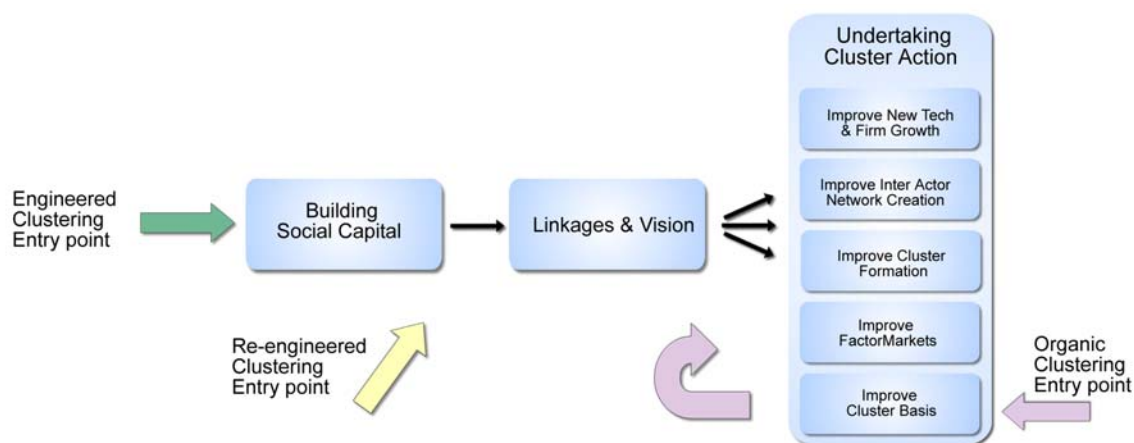 Undertaking
Cluster Action
Improve New Tech
& Firm Growth
Improve Inter Actor
Network Creation
Improve Cluster
Formation
Improve
FactorMarkets
Improve
Cluster Basis
Engineered
Clustering
Entry point
Building
Social Capital
Linkages & Vision
Re-engineered
Clustering
Entry point
Organic
Clustering
Entry point